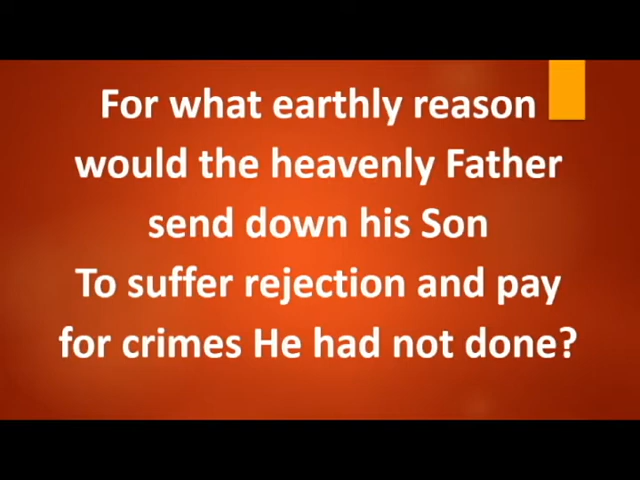 For what earthly reason
would the heavenly Father
send down his Son
To suffer rejection and pay
for crimes He had not done?